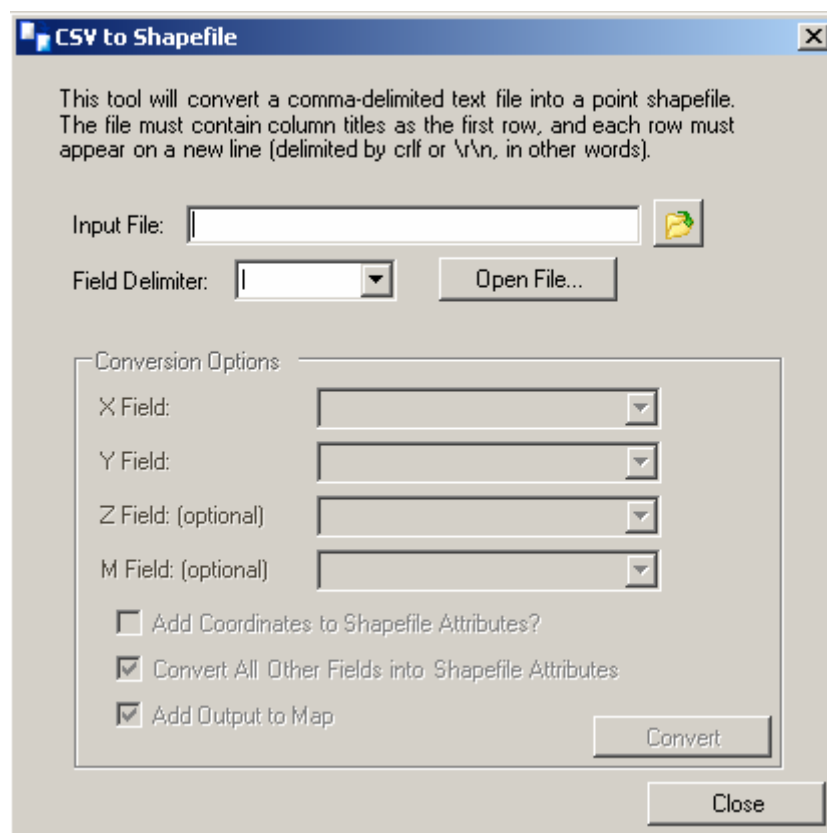 CSV to Shapefile
This tool will convert a comma-delimited text file into a point shapefile.
The file must contain column titles as the first row, and each row must
appear on a new line (delimited by crlf or \r\n, in other words).
Input File:
Field Delimiter:
Open File...
Conversion Options
X Field:
Y Field:
Z Field: (optional)
M Field: (optional)
Add Coordinates to Shapefile Attributes?
Convert All Other Fields into Shapefile Attributes
Add Output to Map
Convert
Close